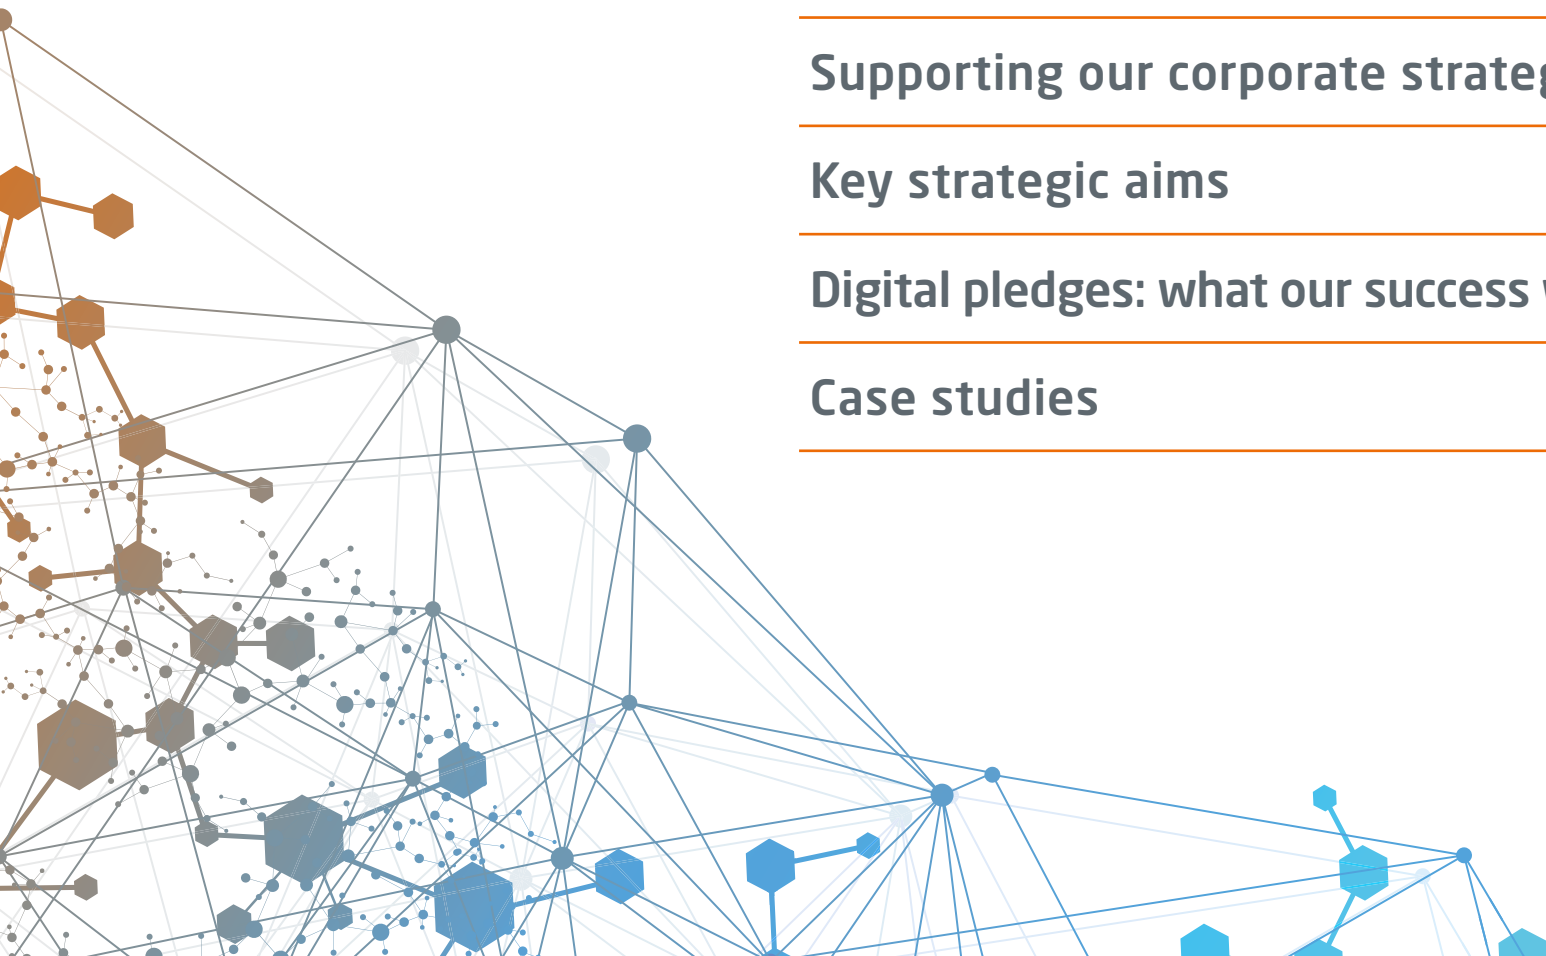 Supporting our corporate strateg
Key strategic aims
Digital pledges: what our success
Case studies